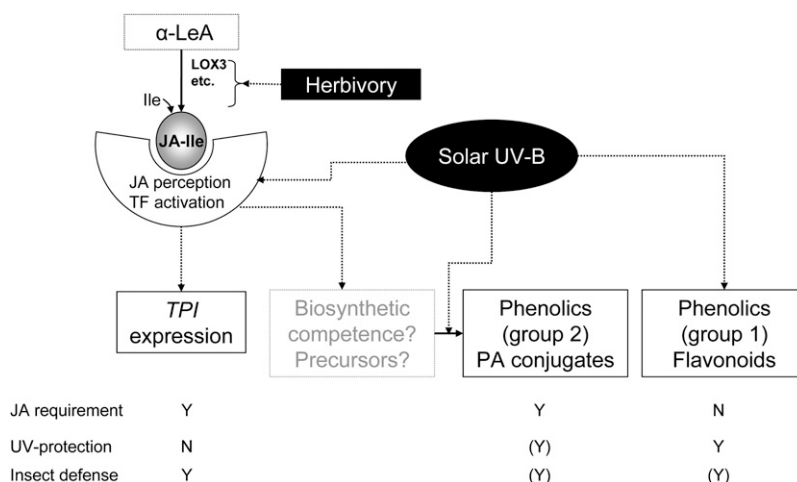 α-LeA
LOX3
etc.
Herbivory
Ile
JA-Ile
Solar UV-B
JA perception
TF activation
TPI
expression
Biosynthetic
competence?
Precursors?
Phenolics
(group 2)
PA conjugates
Phenolics
(group 1)
Flavonoids
JA requirement Y Y N
UV-protection N (Y) Y
Insect defense Y (Y) (Y)